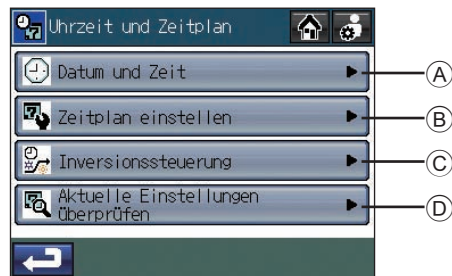 Uhrzeit und Zeitplan
Datum und Zeit
A
Zeitplan einstellen
B
Inversionssteuerung
C
Aktuelle Einstellungen
überprüfen
D